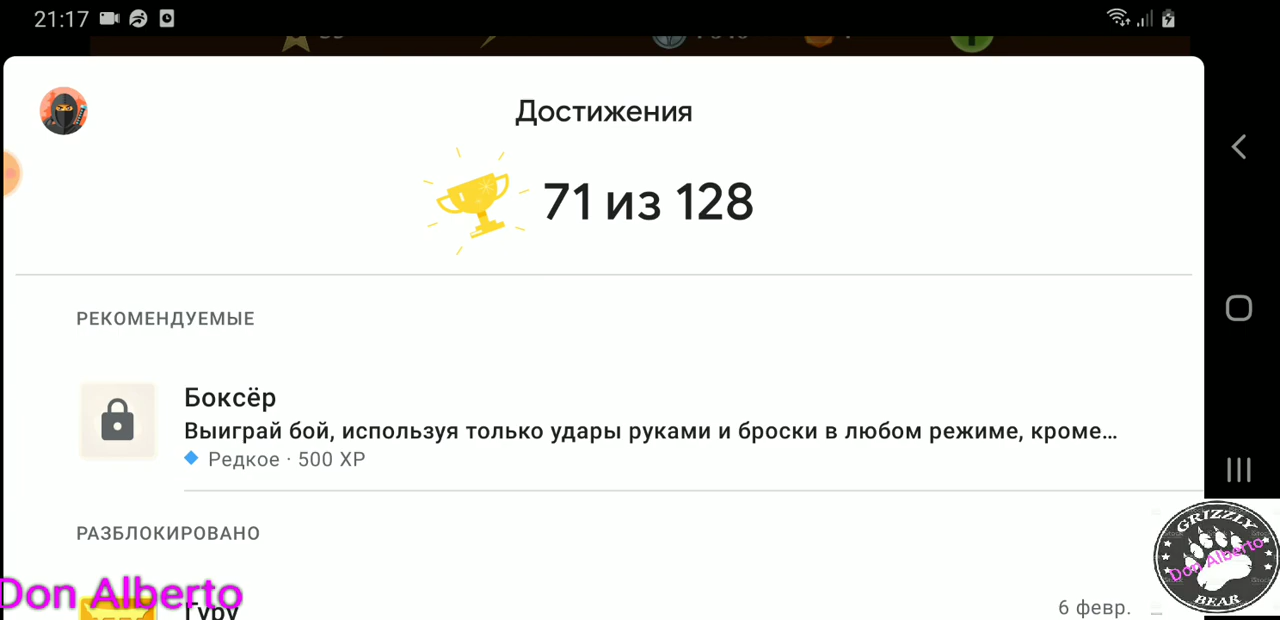 21:17
Достижения
71 из 128
РЕКОМЕНДУЕМЫЕ
Боксёр
Выиграй бой, используя только удары руками и броски в любом режиме, кроме…
Редкое · 500 XP
РАЗБЛОКИРОВАНО
Don Alberto
Гуру
6 февр.
GRIZZLY
Don Alberto
BEAR